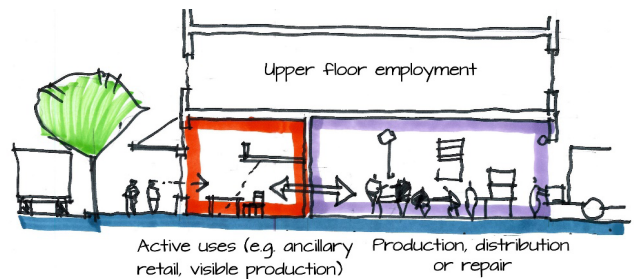 Upper floor employment
Active uses (e.g. ancillary
retail, visible production)
Production, distribution
or repair